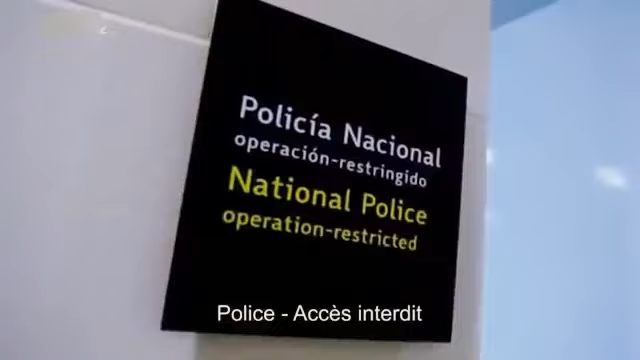 Policía Nacional
operación-restringido
National Police
operation-restricted
Police - Accès interdit